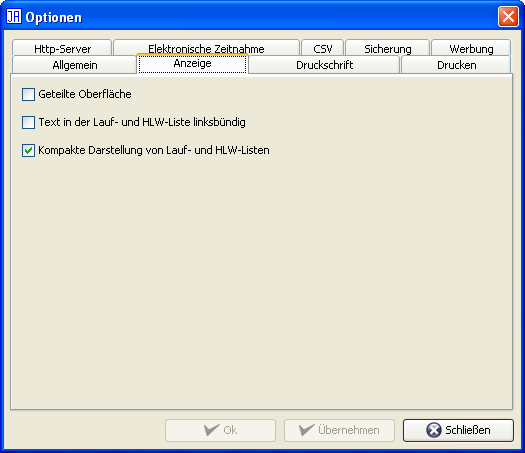 JA Optionen
Http-Server Elektronische Zeitnahme CSV Sicherung Werbung
Allgemein Anzeige Druckschrift Drucken
Geteilte Oberfläche
Text in der Lauf- und HLW-Liste linksbündig
Kompakte Darstellung von Lauf- und HLW-Listen
Ok Übernehmen Schließen